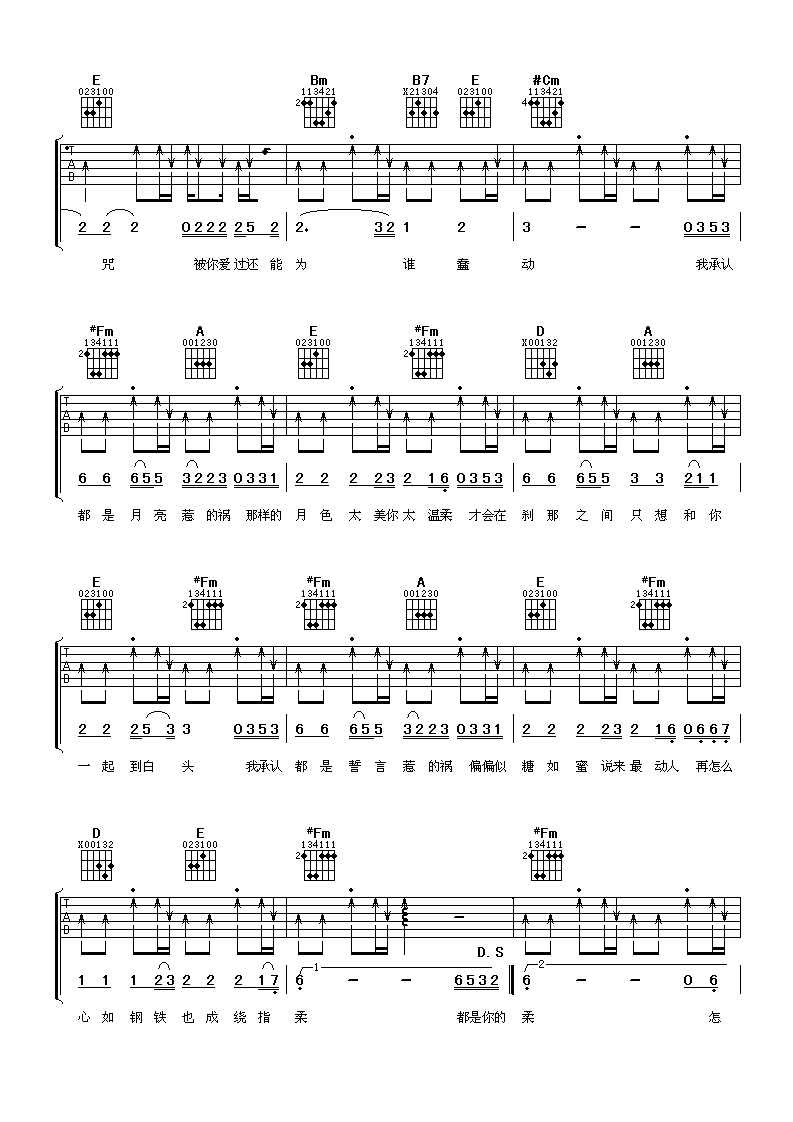 E Bm B7 E #Cm
023100 113421 X21304 023100 113421
2 4
T
A
B
2 2 2 0222 25 2 2. 32 1 2 3 - - 0353
咒 被你爱过还能为 谁 蠢 动 我承认
#Fm A E #Fm D A
134111 001230 023100 134111 X00132 001230
2 2
T
A
B
6 6 655 3223 0331 2 2 2 23 2 16 0353 6 6 655 3 3 211
都是月亮惹的祸 那样的月色太美你太温柔 才会在刹那之间只想和你
E #Fm #Fm A E #Fm
023100 134111 134111 001230 023100 134111
2 2 2
T
A
B
2 2 25 3 3 0353 6 6 655 3223 0331 2 2 2 23 2 16 0667
一起到白头 我承认都是誓言惹的祸 偏偏似糖如蜜说来最动人 再怎么
D E #Fm #Fm
X00132 023100 134111 134111
2 2
T
A
B
D.S
1 1 1 23 2 2 2 17 6 - - 6532 6 - - 0 6
1 2
心如钢铁也成绕指柔 都是你的柔 怎